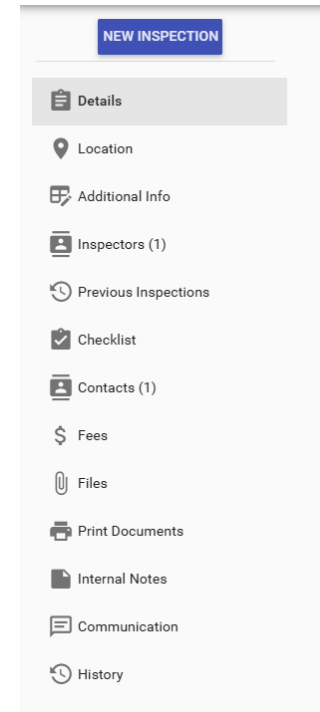 NEW INSPECTION
Details
Location
Additional Info
Inspectors (1)
Previous Inspections
Checklist
Contacts (1)
Fees
Files
Print Documents
Internal Notes
Communication
History